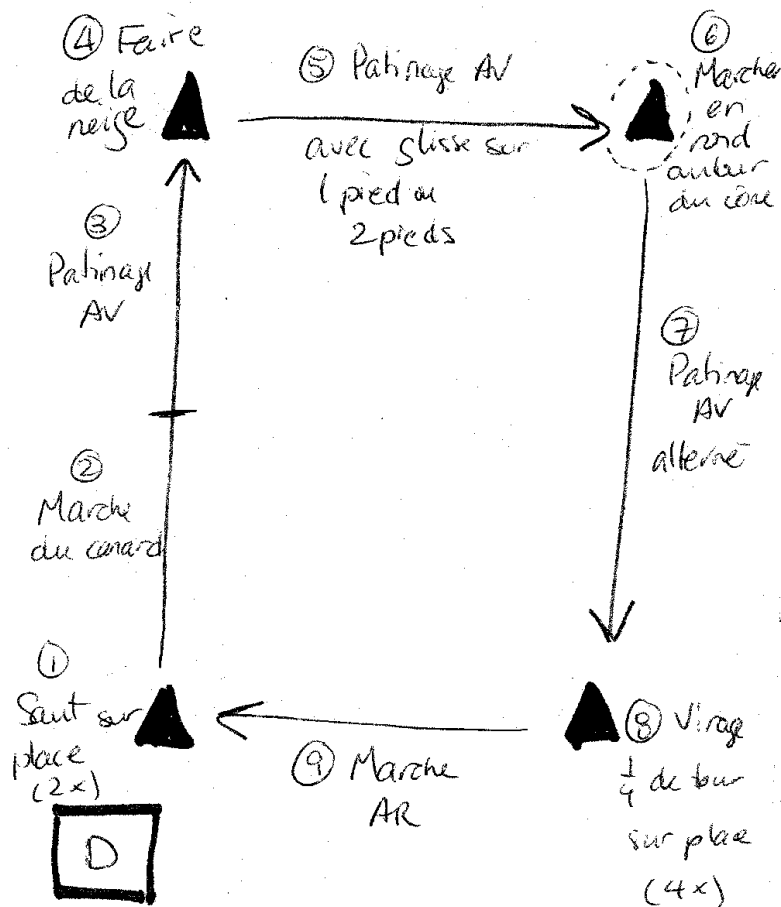 ④ Faire
de la
neige
⑤ Patinage AV
avec glisse sur
1 pied ou
2 pieds
⑥
Marcher
en
rond
autour
du cône
③
Patinage
AV
⑦
Patinage
AV
alterné
②
Marche
du canard
①
Saut sur
place
(2x)
D
⑨ Marche
AR
⑧ Virage
1/4 de tour
sur place
(4x)